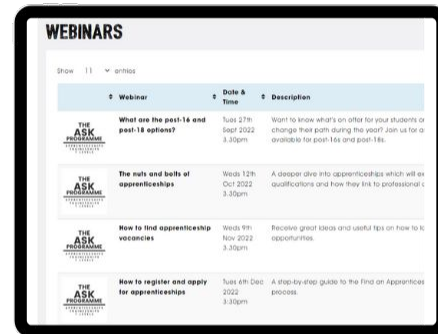 WEBINARS
Show 11 entries
Webinar
Date &
Time
Description
THE
ASK
PROGRAMME
What are the post-16 and
post-18 options?
Tues 27th
Sept 2022
3.30pm
Want to know what's on offer for your students or
change their path during the year? Join us for a
available for post-16s and post-18s.
THE
ASK
PROGRAMME
The nuts and bolts of
apprenticeships
Weds 12th
Oct 2022
3.30pm
A deeper dive into apprenticeships which will ex
qualifications and how they link to professional
THE
ASK
PROGRAMME
How to find apprenticeship
vacancies
Weds 9th
Nov 2022
3.30pm
Receive great ideas and useful tips on how to
opportunities.
THE
ASK
PROGRAMME
How to register and apply
for apprenticeships
Tues 6th Dec
2022
3:30pm
A step-by-step guide to the Find an Apprentices
process.